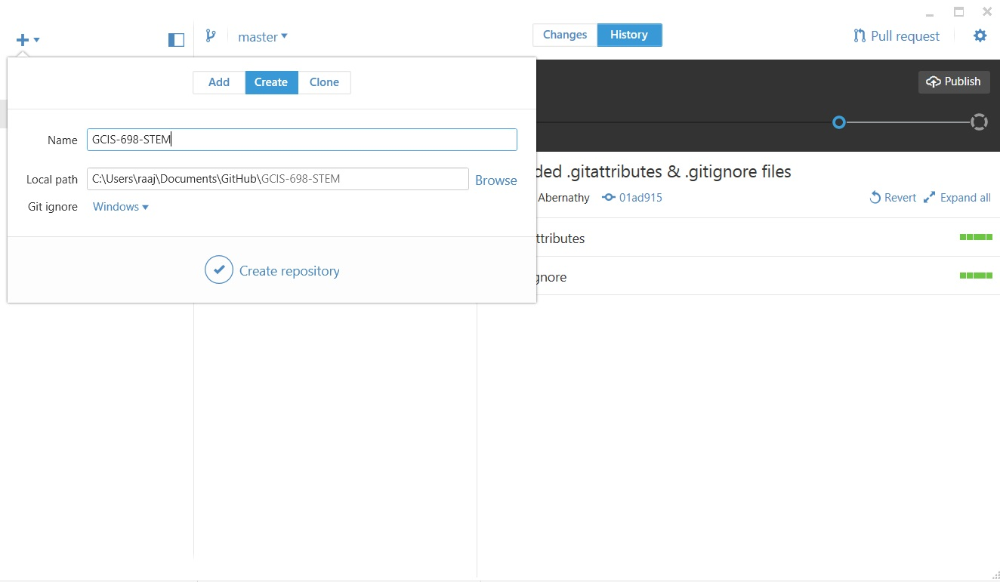 master
Changes
History
Pull request
Add
Create
Clone
Publish
Name
GCIS-698-STEM
Local path
C:\Users\raaj\Documents\GitHub\GCIS-698-STEM
Browse
Git ignore
Windows
Create repository
ded .gitattributes & .gitignore files
Abernathy
01ad915
Revert
Expand all
ttributes
gnore